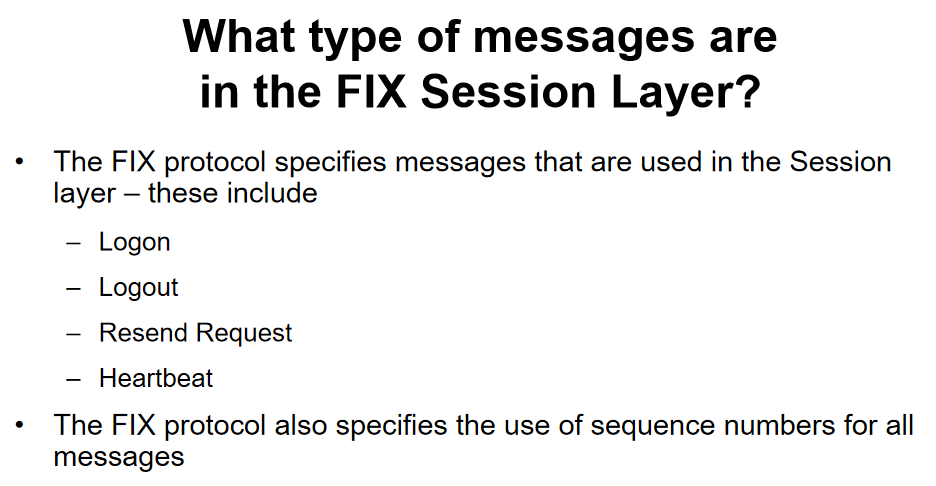 What type of messages are
in the FIX Session Layer?
• The FIX protocol specifies messages that are used in the Session
layer – these include
– Logon
– Logout
– Resend Request
– Heartbeat
• The FIX protocol also specifies the use of sequence numbers for all
messages